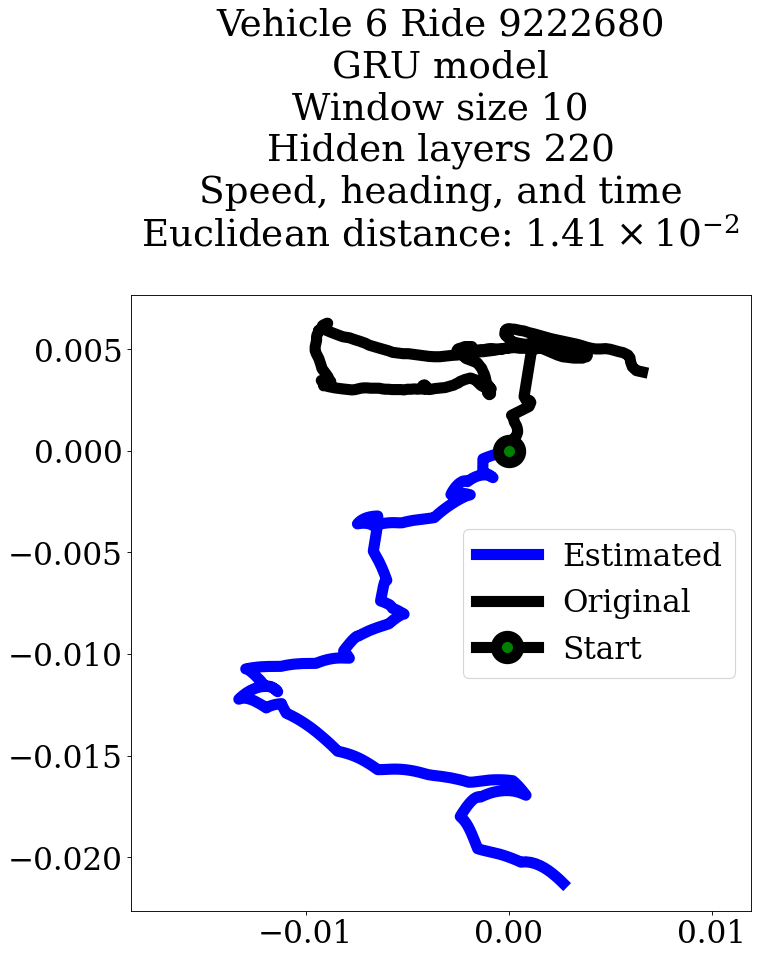 Vehicle 6 Ride 9222680
GRU model
Window size 10
Hidden layers 220
Speed, heading, and time
Euclidean distance: 1.41 × 10⁻²
0.005
0.000
−0.005
−0.010
−0.015
−0.020
Estimated
Original
Start
−0.01
0.00
0.01